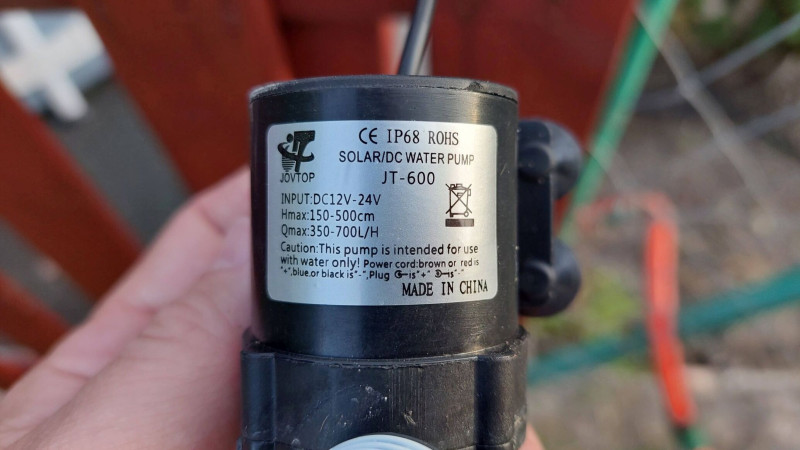 CE IP68 ROHS
JT
JOVTOP
SOLAR/DC WATER PUMP
JT-600
INPUT:DC12V-24V
Hmax:150-500cm
Qmax:350-700L/H
Caution:This pump is intended for use
with water only! Power cord:brown or red is
"+",blue.or black is"-",Plug is"+" is"-"
MADE IN CHINA